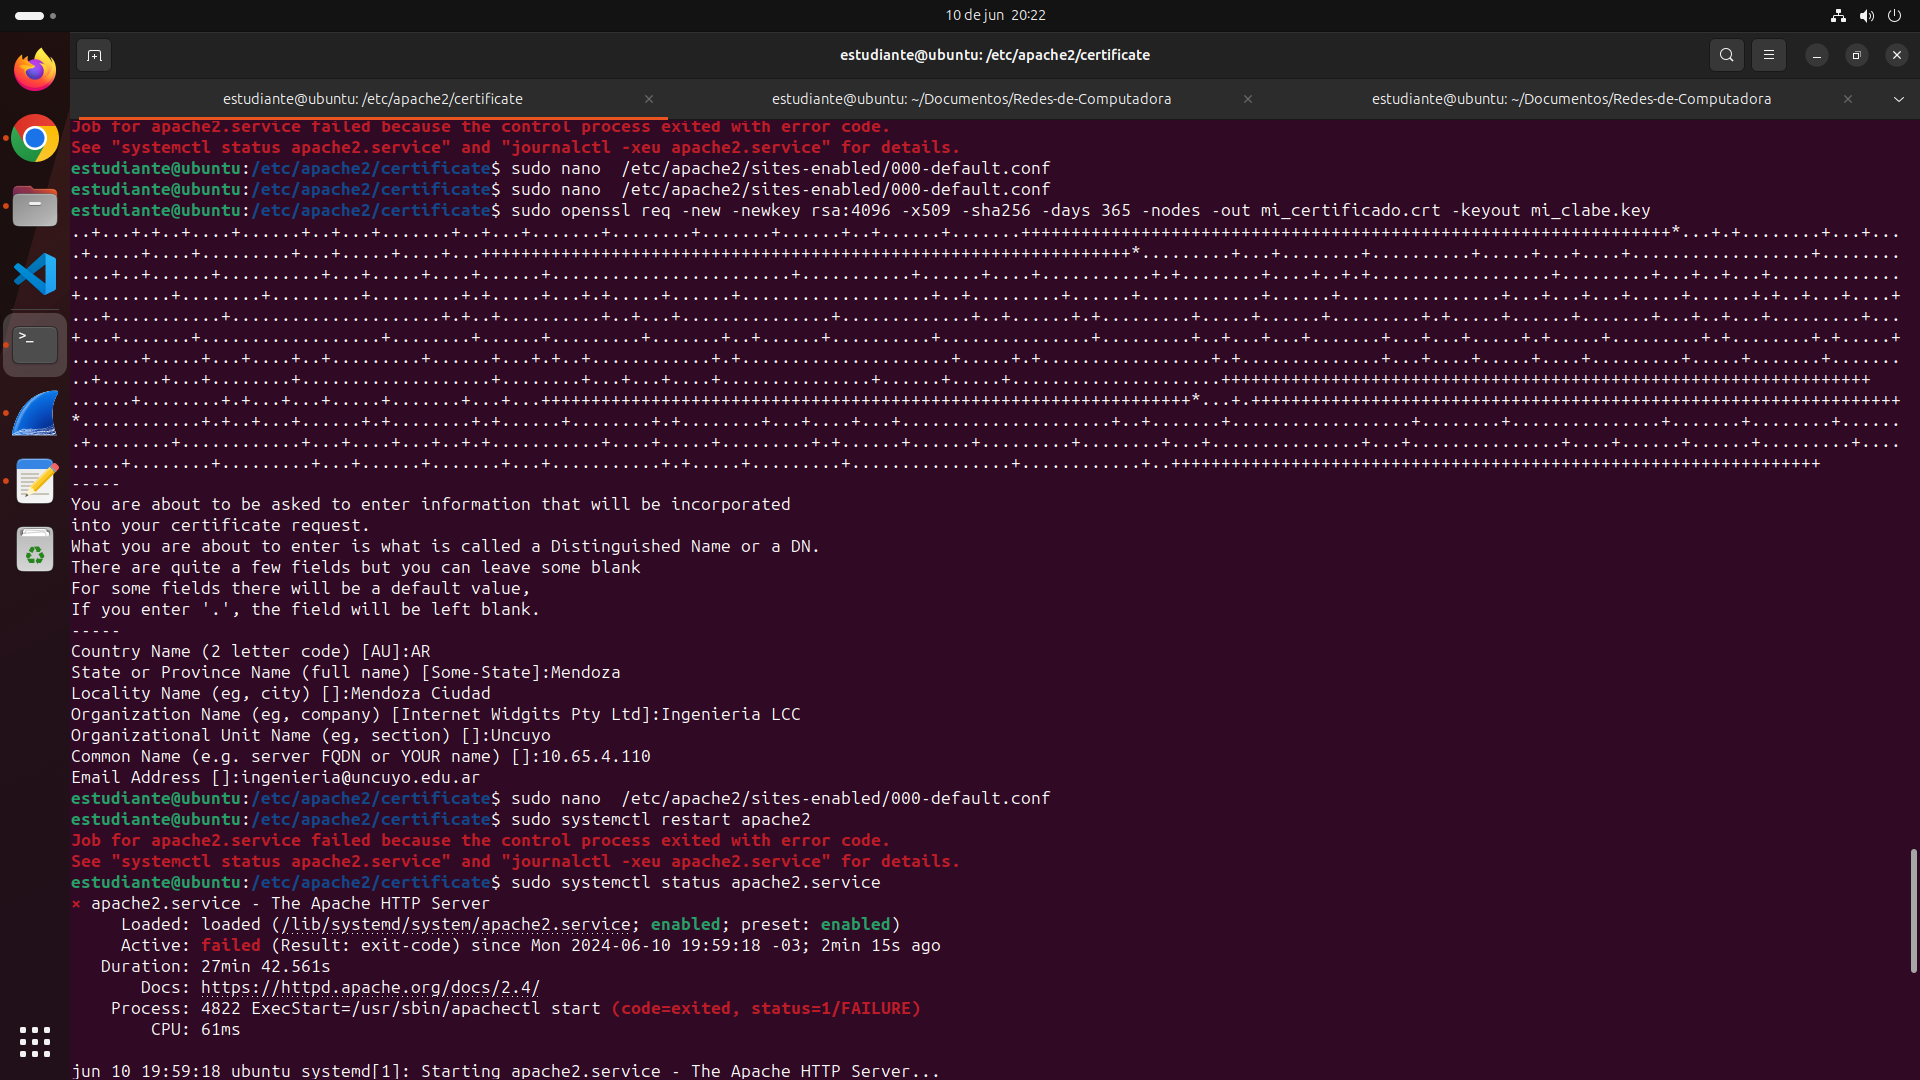 10 de jun 20:22
estudiante@ubuntu: /etc/apache2/certificate
estudiante@ubuntu: /etc/apache2/certificate
estudiante@ubuntu: ~/Documentos/Redes-de-Computadora
estudiante@ubuntu: ~/Documentos/Redes-de-Computadora
Job for apache2.service failed because the control process exited with error code.
See "systemctl status apache2.service" and "journalctl -xeu apache2.service" for details.
estudiante@ubuntu:/etc/apache2/certificate$ sudo nano  /etc/apache2/sites-enabled/000-default.conf
estudiante@ubuntu:/etc/apache2/certificate$ sudo nano  /etc/apache2/sites-enabled/000-default.conf
estudiante@ubuntu:/etc/apache2/certificate$ sudo openssl req -new -newkey rsa:4096 -x509 -sha256 -days 365 -nodes -out mi_certificado.crt -keyout mi_clabe.key
-----
You are about to be asked to enter information that will be incorporated
into your certificate request.
What you are about to enter is what is called a Distinguished Name or a DN.
There are quite a few fields but you can leave some blank
For some fields there will be a default value,
If you enter '.', the field will be left blank.
-----
Country Name (2 letter code) [AU]:AR
State or Province Name (full name) [Some-State]:Mendoza
Locality Name (eg, city) []:Mendoza Ciudad
Organization Name (eg, company) [Internet Widgits Pty Ltd]:Ingenieria LCC
Organizational Unit Name (eg, section) []:Uncuyo
Common Name (e.g. server FQDN or YOUR name) []:10.65.4.110
Email Address []:ingenieria@uncuyo.edu.ar
estudiante@ubuntu:/etc/apache2/certificate$ sudo nano  /etc/apache2/sites-enabled/000-default.conf
estudiante@ubuntu:/etc/apache2/certificate$ sudo systemctl restart apache2
Job for apache2.service failed because the control process exited with error code.
See "systemctl status apache2.service" and "journalctl -xeu apache2.service" for details.
estudiante@ubuntu:/etc/apache2/certificate$ sudo systemctl status apache2.service
× apache2.service - The Apache HTTP Server
Loaded: loaded (/lib/systemd/system/apache2.service; enabled; preset: enabled)
Active: failed (Result: exit-code) since Mon 2024-06-10 19:59:18 -03; 2min 15s ago
Duration: 27min 42.561s
Docs: https://httpd.apache.org/docs/2.4/
Process: 4822 ExecStart=/usr/sbin/apachectl start (code=exited, status=1/FAILURE)
CPU: 61ms
jun 10 19:59:18 ubuntu systemd[1]: Starting apache2.service - The Apache HTTP Server...